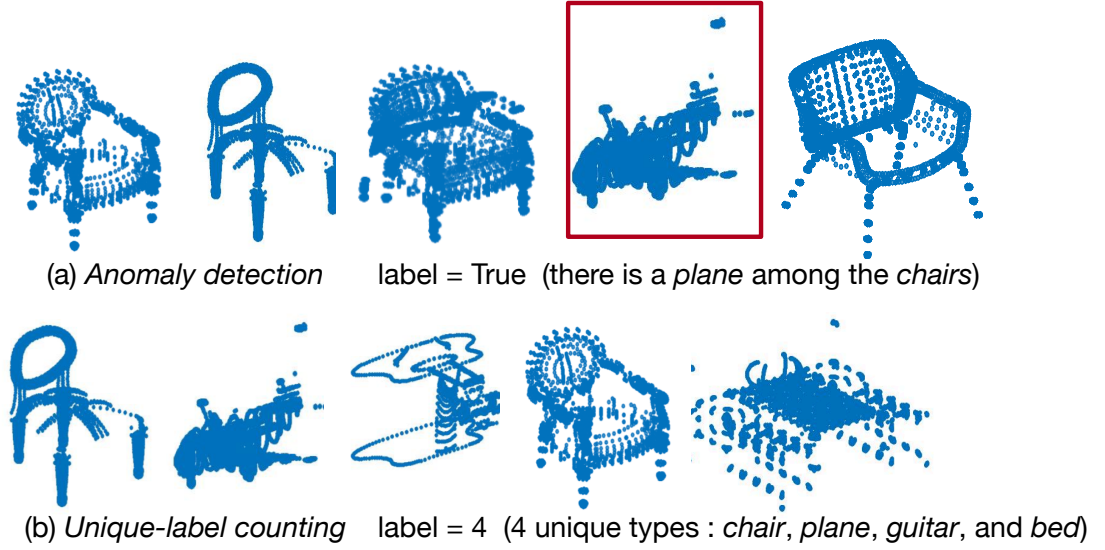 (a) Anomaly detection label = True (there is a plane among the chairs)
(b) Unique-label counting label = 4 (4 unique types : chair, plane, guitar, and bed)